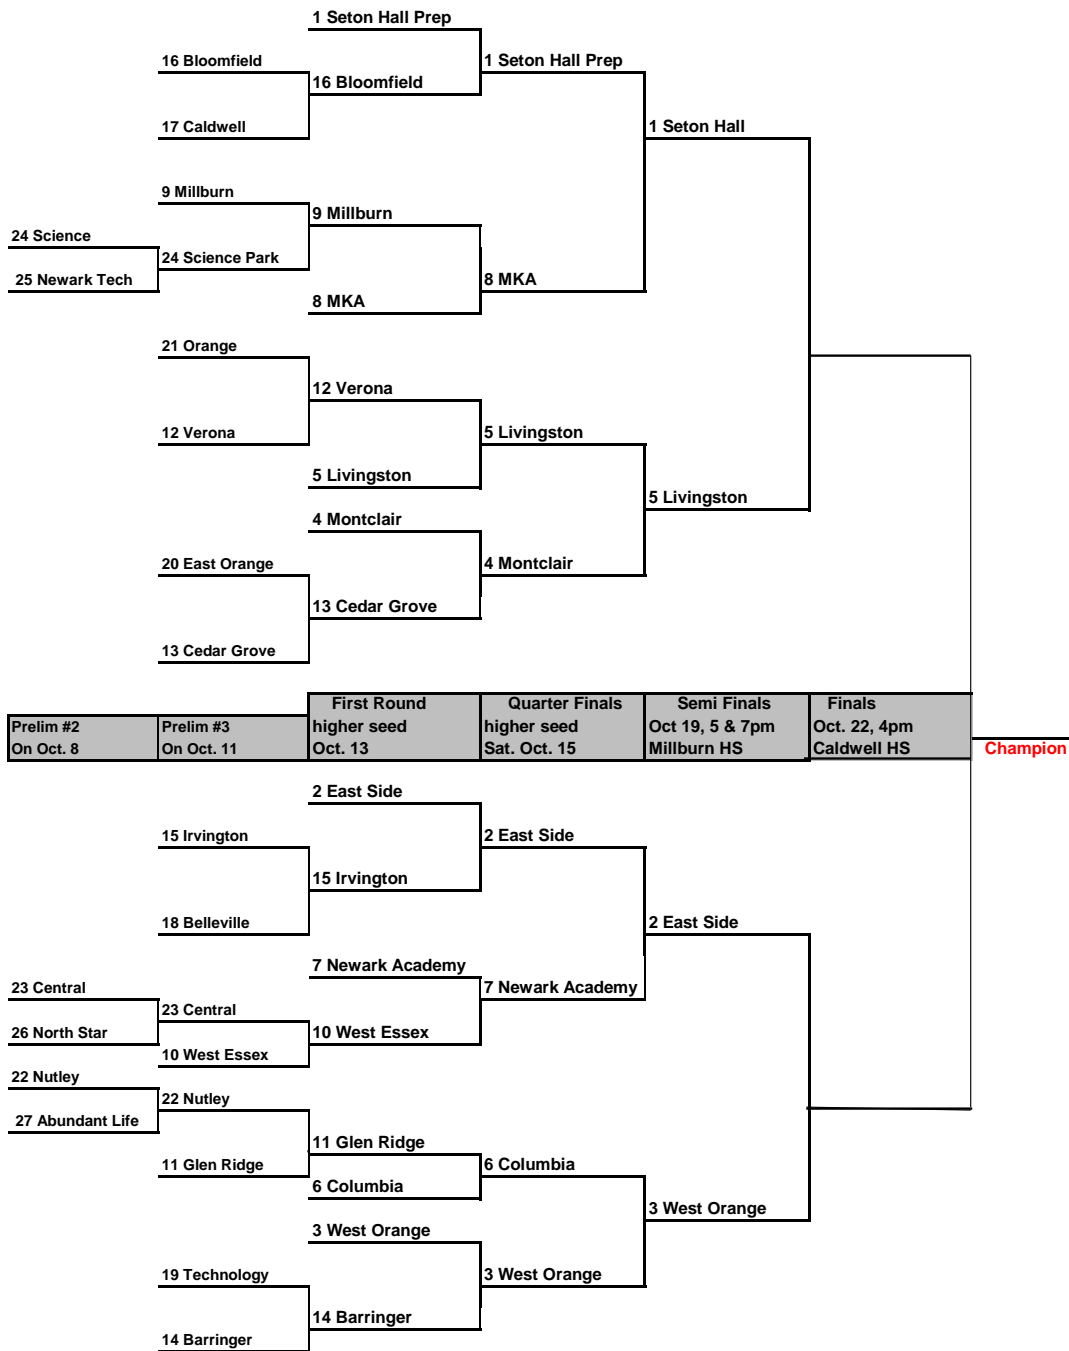 1 Seton Hall Prep
16 Bloomfield
1 Seton Hall Prep
16 Bloomfield
17 Caldwell
1 Seton Hall
9 Millburn
9 Millburn
24 Science
24 Science Park
25 Newark Tech
8 MKA
8 MKA
21 Orange
12 Verona
12 Verona
5 Livingston
5 Livingston
5 Livingston
4 Montclair
20 East Orange
4 Montclair
13 Cedar Grove
13 Cedar Grove
First Round
Quarter Finals
Semi Finals
Finals
Prelim #2
Prelim #3
higher seed
higher seed
Oct 19, 5 & 7pm
Oct. 22, 4pm
On Oct. 8
On Oct. 11
Oct. 13
Sat. Oct. 15
Millburn HS
Caldwell HS
Champion
2 East Side
15 Irvington
2 East Side
15 Irvington
18 Belleville
2 East Side
7 Newark Academy
23 Central
7 Newark Academy
23 Central
26 North Star
10 West Essex
10 West Essex
22 Nutley
22 Nutley
27 Abundant Life
11 Glen Ridge
11 Glen Ridge
6 Columbia
6 Columbia
3 West Orange
3 West Orange
19 Technology
3 West Orange
14 Barringer
14 Barringer